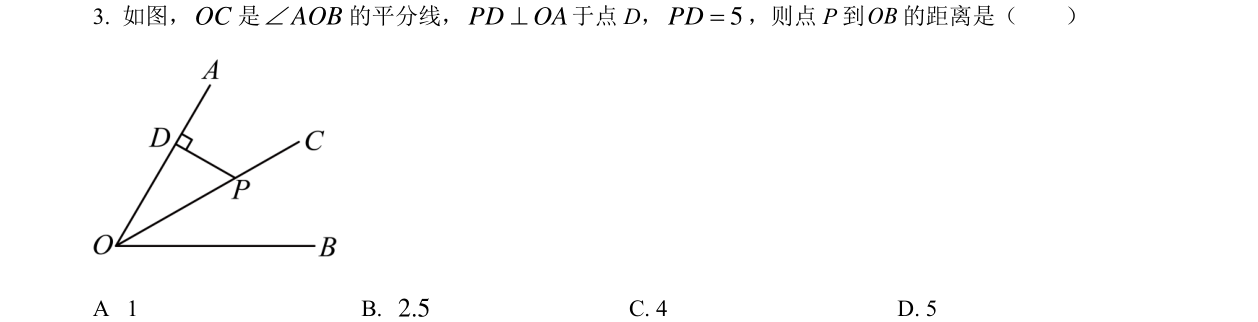 3. 如图，OC 是∠AOB 的平分线，PD⊥OA 于点 D，PD=5，则点 P 到 OB 的距离是（　　）
A
D
C
P
O
B
A 1 B. 2.5 C. 4 D. 5